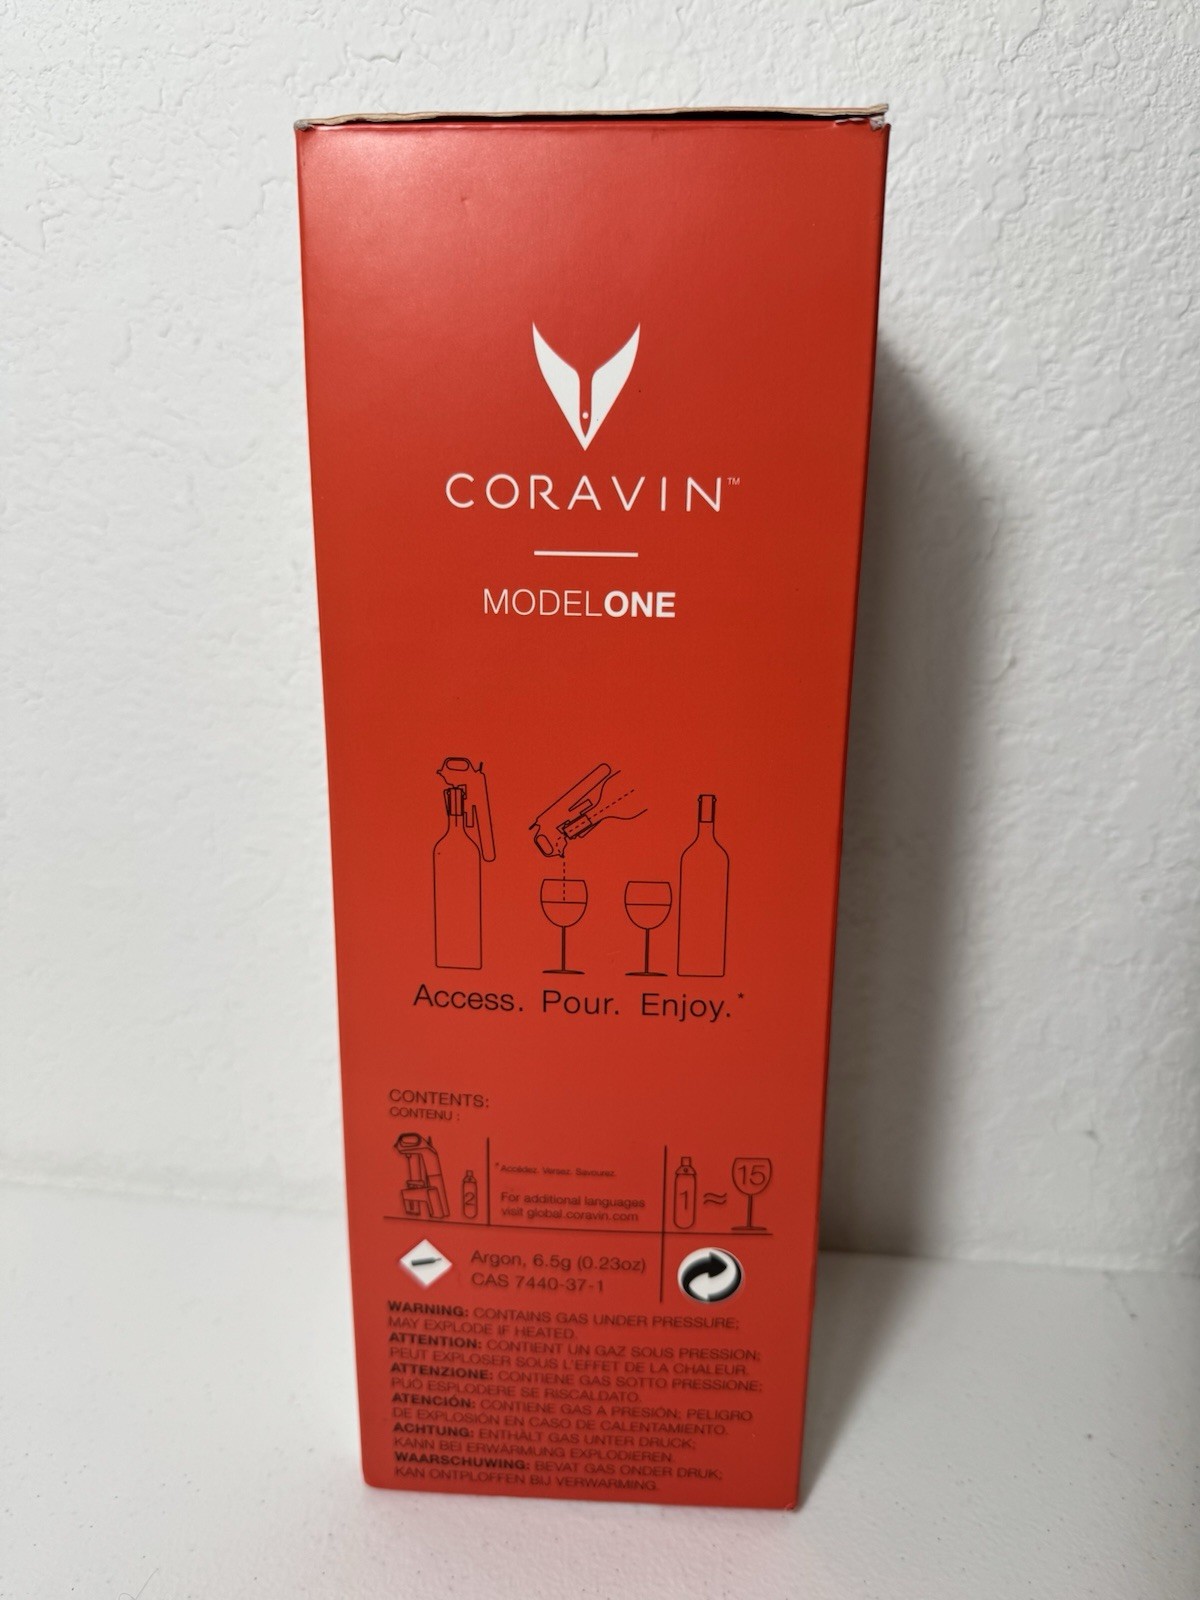 CORAVIN™
MODELONE
Access. Pour. Enjoy.*
CONTENTS:
CONTENU :
2
*Accédez. Versez. Savourez.
For additional languages
visit global.coravin.com
1 ≈ 15
Argon, 6.5g (0.23oz)
CAS 7440-37-1
WARNING: CONTAINS GAS UNDER PRESSURE;
MAY EXPLODE IF HEATED.
ATTENTION: CONTIENT UN GAZ SOUS PRESSION;
PEUT EXPLOSER SOUS L'EFFET DE LA CHALEUR.
ATTENZIONE: CONTIENE GAS SOTTO PRESSIONE;
PUÒ ESPLODERE SE RISCALDATO.
ATENCIÓN: CONTIENE GAS A PRESIÓN; PELIGRO
DE EXPLOSIÓN EN CASO DE CALENTAMIENTO.
ACHTUNG: ENTHÄLT GAS UNTER DRUCK;
KANN BEI ERWÄRMUNG EXPLODIEREN.
WAARSCHUWING: BEVAT GAS ONDER DRUK;
KAN ONTPLOFFEN BIJ VERWARMING.